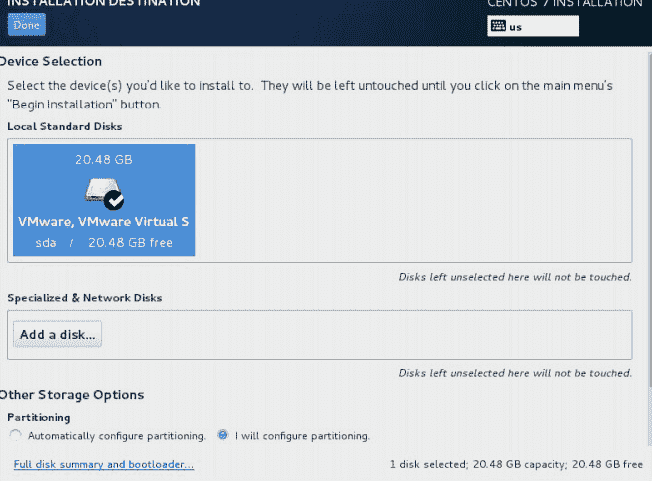 INSTALLATION DESTINATION
CENTOS 7 INSTALLATION
Done
us
Device Selection
Select the device(s) you'd like to install to. They will be left untouched until you click on the main menu's
"Begin Installation" button.
Local Standard Disks
20.48 GB
VMware, VMware Virtual S
sda / 20.48 GB free
Disks left unselected here will not be touched.
Specialized & Network Disks
Add a disk...
Disks left unselected here will not be touched.
Other Storage Options
Partitioning
Automatically configure partitioning. I will configure partitioning.
Full disk summary and bootloader... 1 disk selected; 20.48 GB capacity; 20.48 GB free